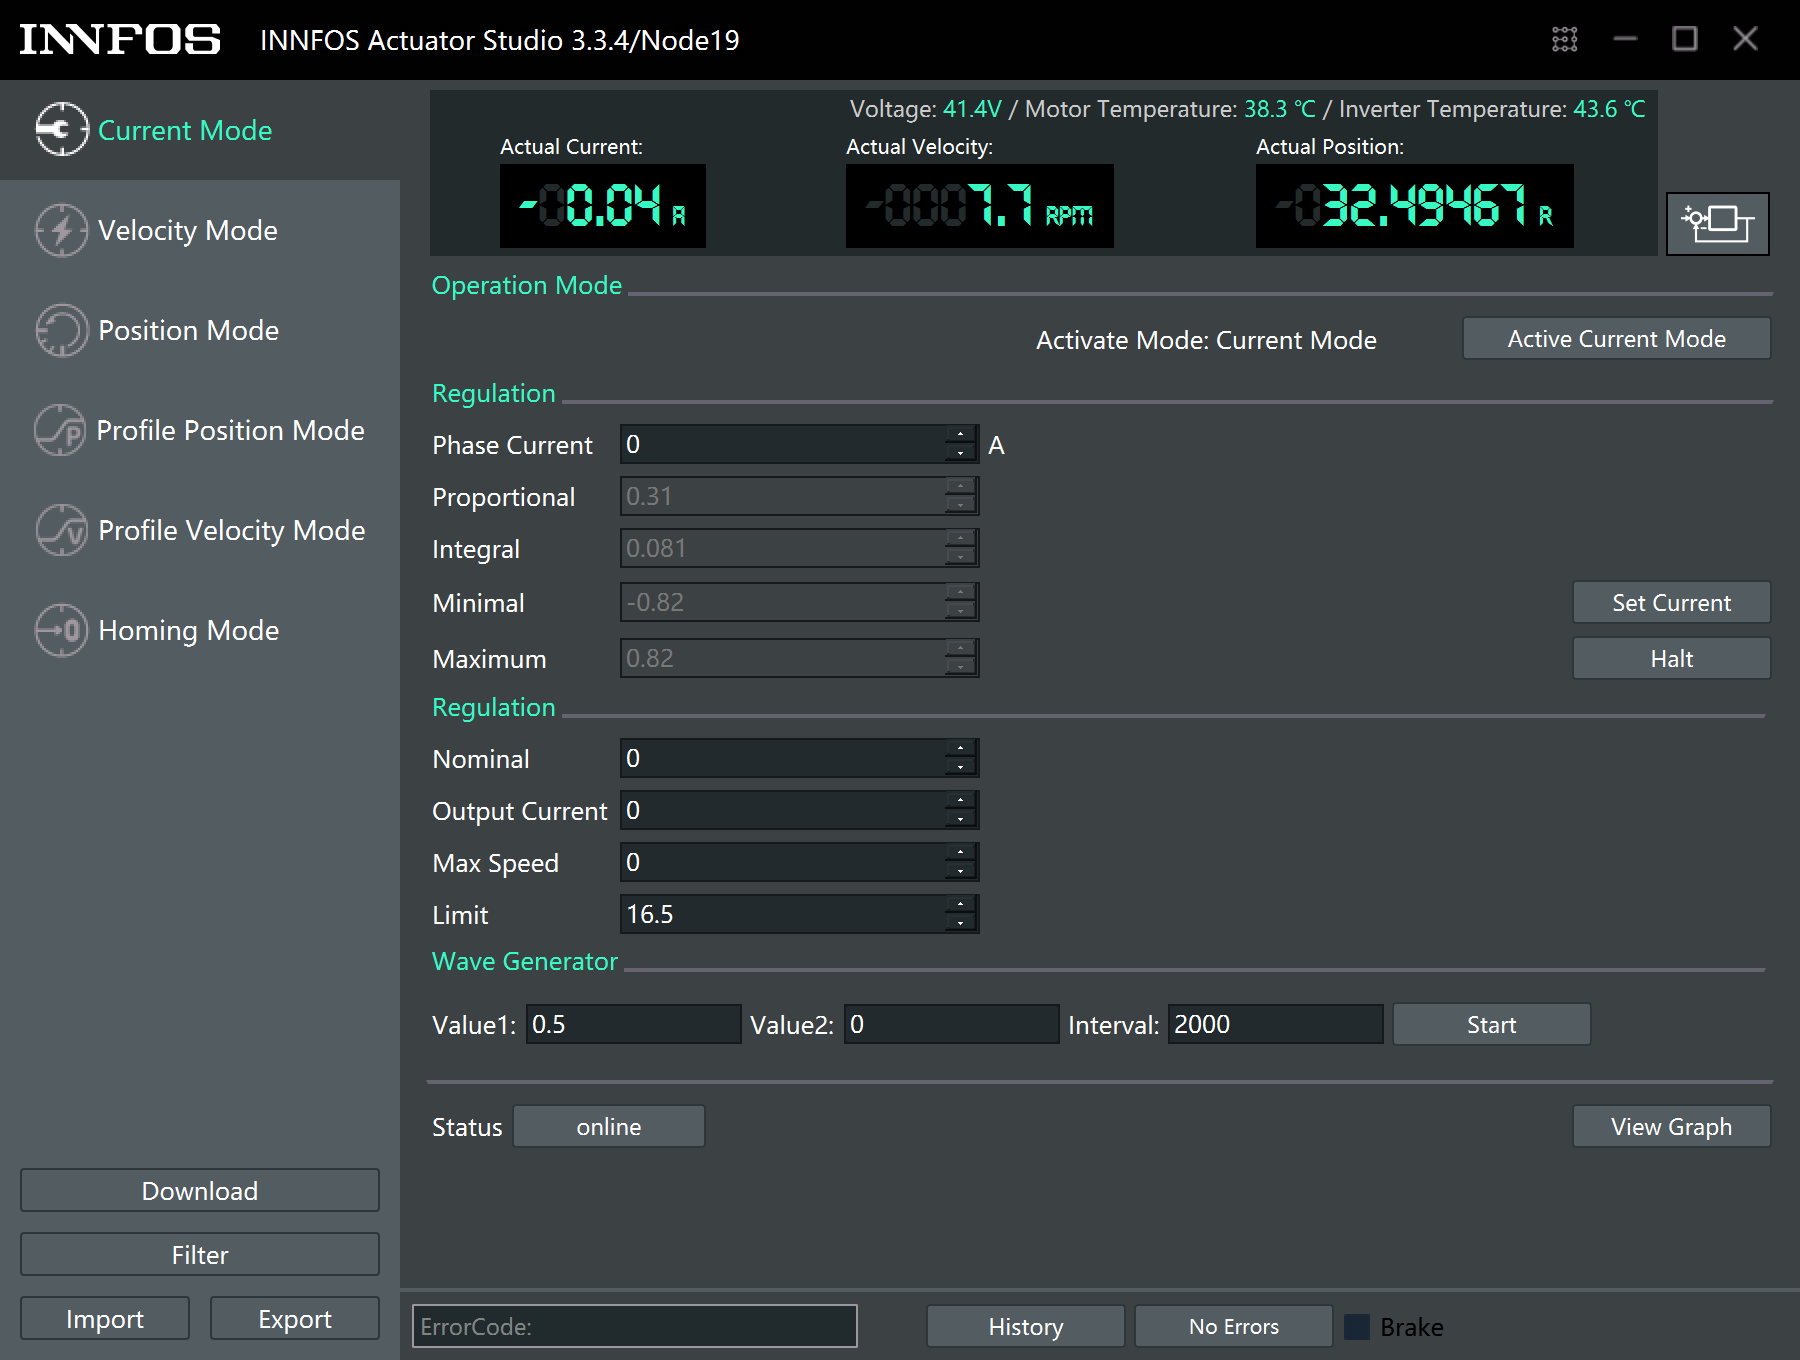 INNFOS INNFOS Actuator Studio 3.3.4/Node19
Current Mode
Velocity Mode
Position Mode
Profile Position Mode
Profile Velocity Mode
Homing Mode
Download
Filter
Import Export
Voltage: 41.4V / Motor Temperature: 38.3 ℃ / Inverter Temperature: 43.6 ℃
Actual Current: Actual Velocity: Actual Position:
-0.04 A 7.7 RPM 32.49467 R
Operation Mode
Activate Mode: Current Mode Active Current Mode
Regulation
Phase Current 0 A
Proportional 0.31
Integral 0.081
Minimal -0.82 Set Current
Maximum 0.82 Halt
Regulation
Nominal 0
Output Current 0
Max Speed 0
Limit 16.5
Wave Generator
Value1: 0.5 Value2: 0 Interval: 2000 Start
Status online View Graph
ErrorCode: History No Errors Brake